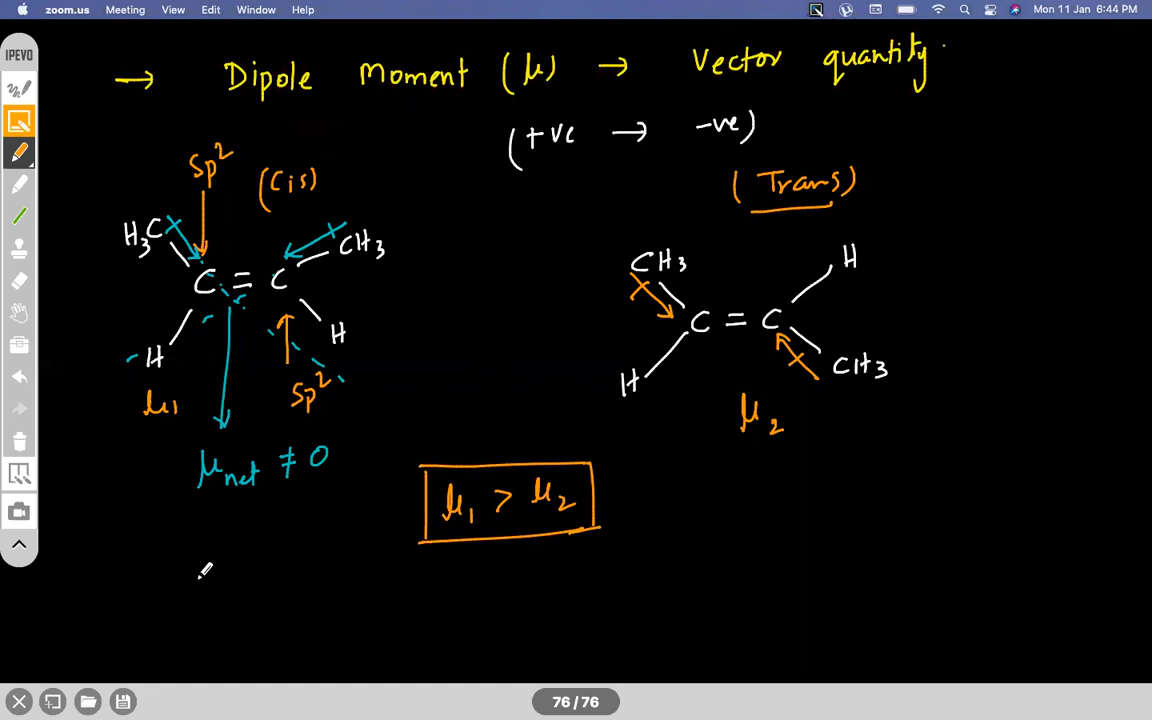 zoom.us Meeting View Edit Window Help Mon 11 Jan 6:44 PM
IPEVO
→ Dipole Moment (μ) → Vector quantity
(+ve → -ve)
Sp² (Cis)
(Trans)
H₃C CH₃
C = C
H H
μ₁ Sp²
μnet ≠ 0
CH₃ H
C = C
H CH₃
μ₂
μ₁ > μ₂
76 / 76